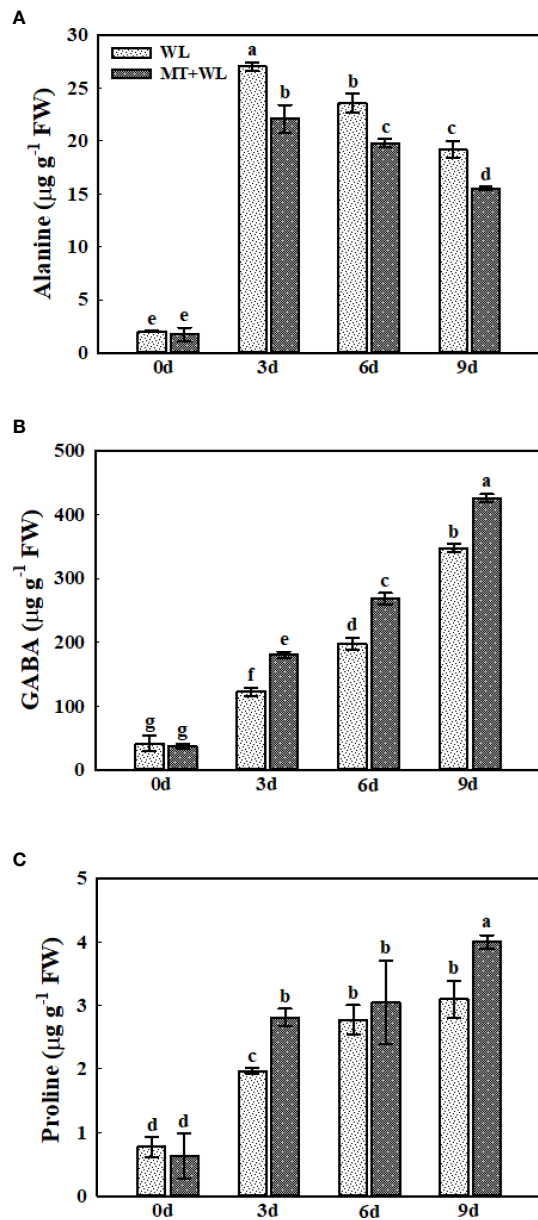 A
30
25
20
15
10
5
0
Alanine (µg g⁻¹ FW)
WL
MT+WL
e e a b b c c d
0d 3d 6d 9d
B
500
400
300
200
100
0
GABA (µg g⁻¹ FW)
g g f e d c b a
0d 3d 6d 9d
C
5
4
3
2
1
0
Proline (µg g⁻¹ FW)
d d c b b b b a
0d 3d 6d 9d